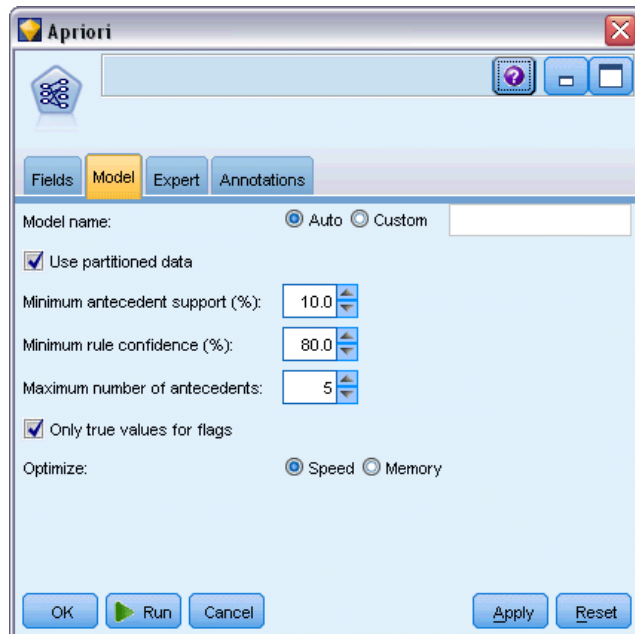 Apriori
?
Fields Model Expert Annotations
Model name: Auto Custom
Use partitioned data
Minimum antecedent support (%): 10.0
Minimum rule confidence (%): 80.0
Maximum number of antecedents: 5
Only true values for flags
Optimize: Speed Memory
OK Run Cancel Apply Reset